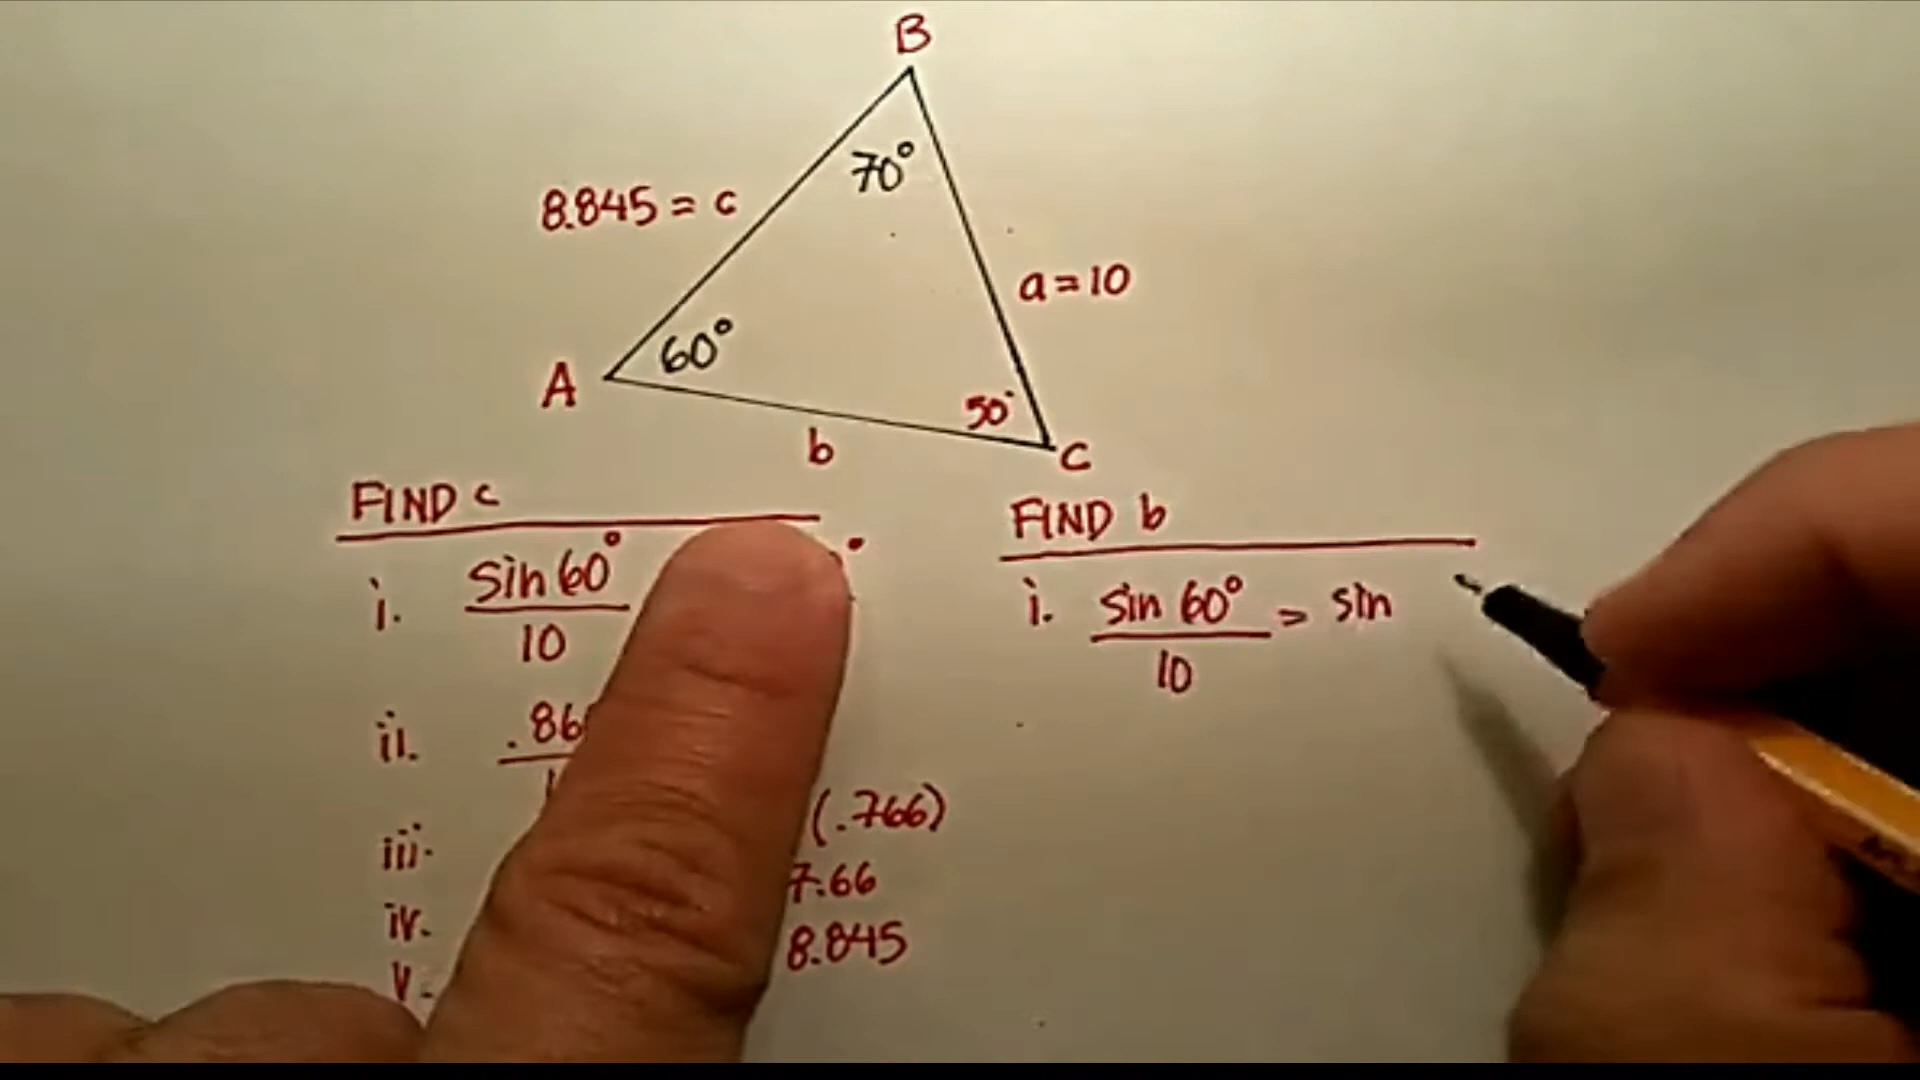 B
70°
8.845 = c
a = 10
60°
A
50°
b
C
FIND c
i. sin 60°
10
ii. .86
iii. (.766)
iv. 7.66
v. 8.845
FIND b
i. sin 60° = sin
10